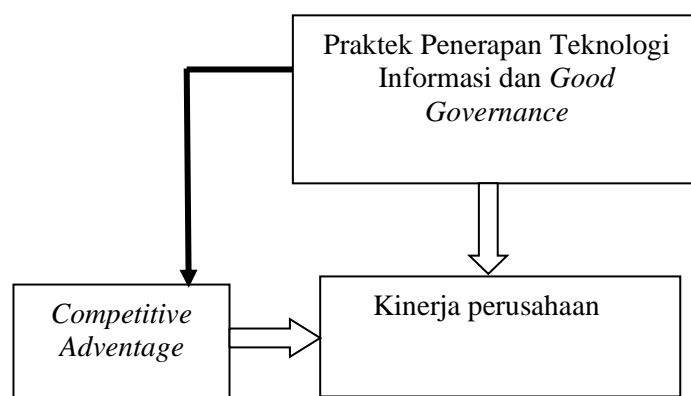 Praktek Penerapan Teknologi
Informasi dan Good
Governance
Competitive
Adventage
Kinerja perusahaan